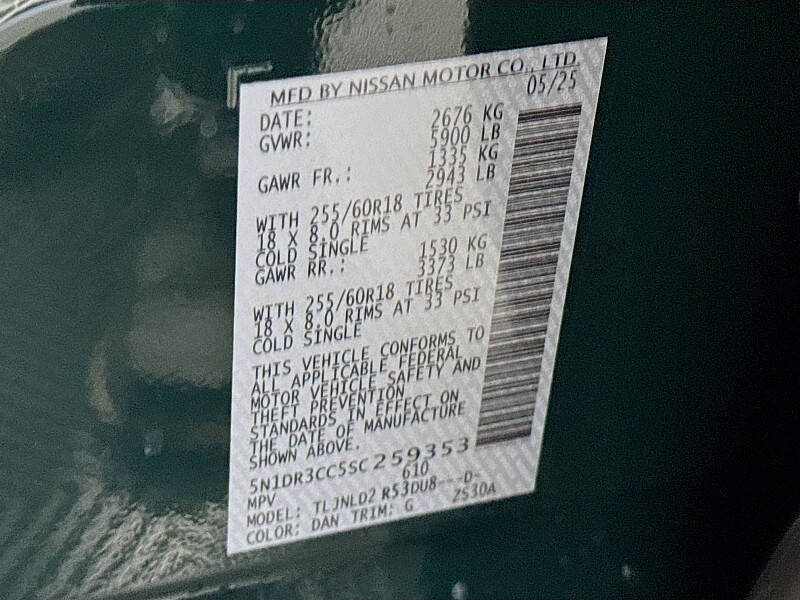 MFD BY NISSAN MOTOR CO., LTD.
DATE: 05/25
GVWR: 2676 KG
5900 LB
GAWR FR.: 1335 KG
2943 LB
WITH 255/60R18 TIRES
18 X 8.0 RIMS AT 33 PSI
COLD SINGLE
GAWR RR.: 1530 KG
3373 LB
WITH 255/60R18 TIRES
18 X 8.0 RIMS AT 33 PSI
COLD SINGLE
THIS VEHICLE CONFORMS TO
ALL APPLICABLE FEDERAL
MOTOR VEHICLE SAFETY AND
THEFT PREVENTION
STANDARDS IN EFFECT ON
THE DATE OF MANUFACTURE
SHOWN ABOVE.
5N1DR3CC5SC259353
MPV 610
MODEL: TLJNLD2 R53DU8---D-
COLOR: DAN TRIM: G ZS30A